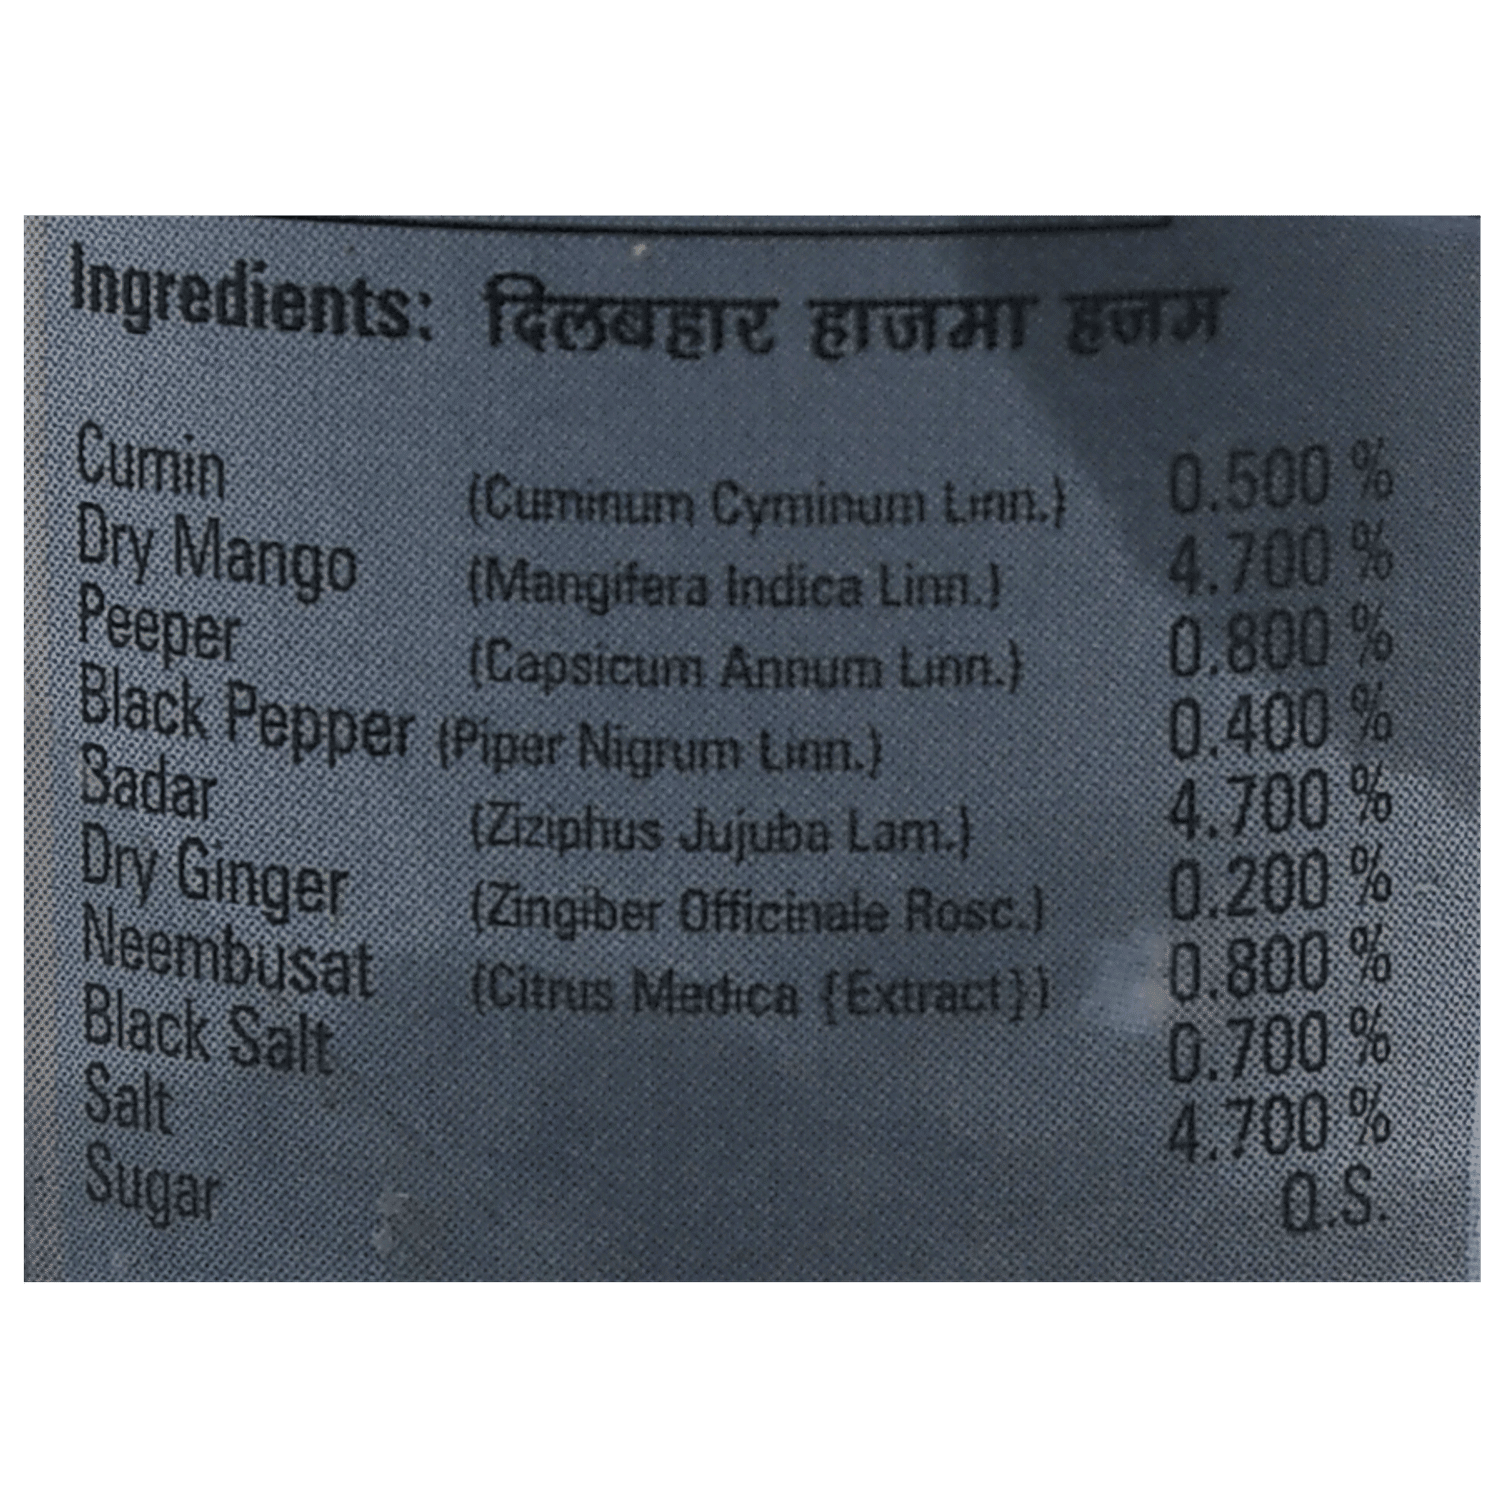 Ingredients: दिलबहार हाजमा हजम
Cumin (Cuminum Cyminum Linn.) 0.500 %
Dry Mango (Mangifera Indica Linn.) 4.700 %
Peeper (Capsicum Annum Linn.) 0.800 %
Black Pepper (Piper Nigrum Linn.) 0.400 %
Badar (Ziziphus Jujuba Lam.) 4.700 %
Dry Ginger (Zingiber Officinale Rosc.) 0.200 %
Neembusat (Citrus Medica {Extract}) 0.800 %
Black Salt 0.700 %
Salt 4.700 %
Sugar Q.S.